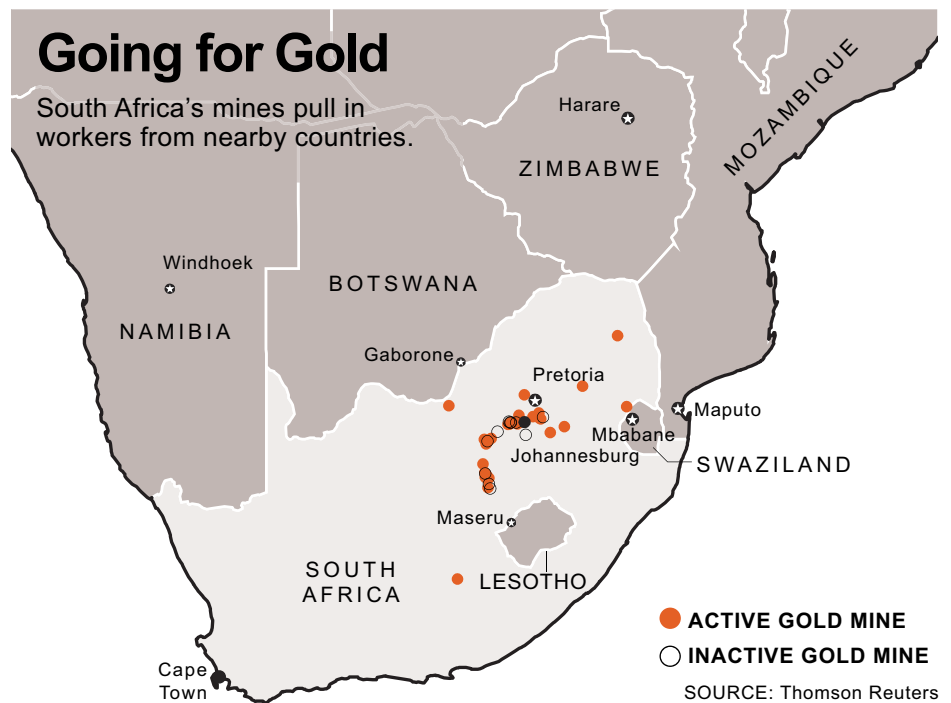 Going for Gold
South Africa's mines pull in
workers from nearby countries.
Harare
ZIMBABWE
MOZAMBIQUE
Windhoek
NAMIBIA
BOTSWANA
Gaborone
Pretoria
Maputo
Mbabane
Johannesburg
SWAZILAND
Maseru
SOUTH
AFRICA
LESOTHO
ACTIVE GOLD MINE
INACTIVE GOLD MINE
Cape
Town
SOURCE: Thomson Reuters